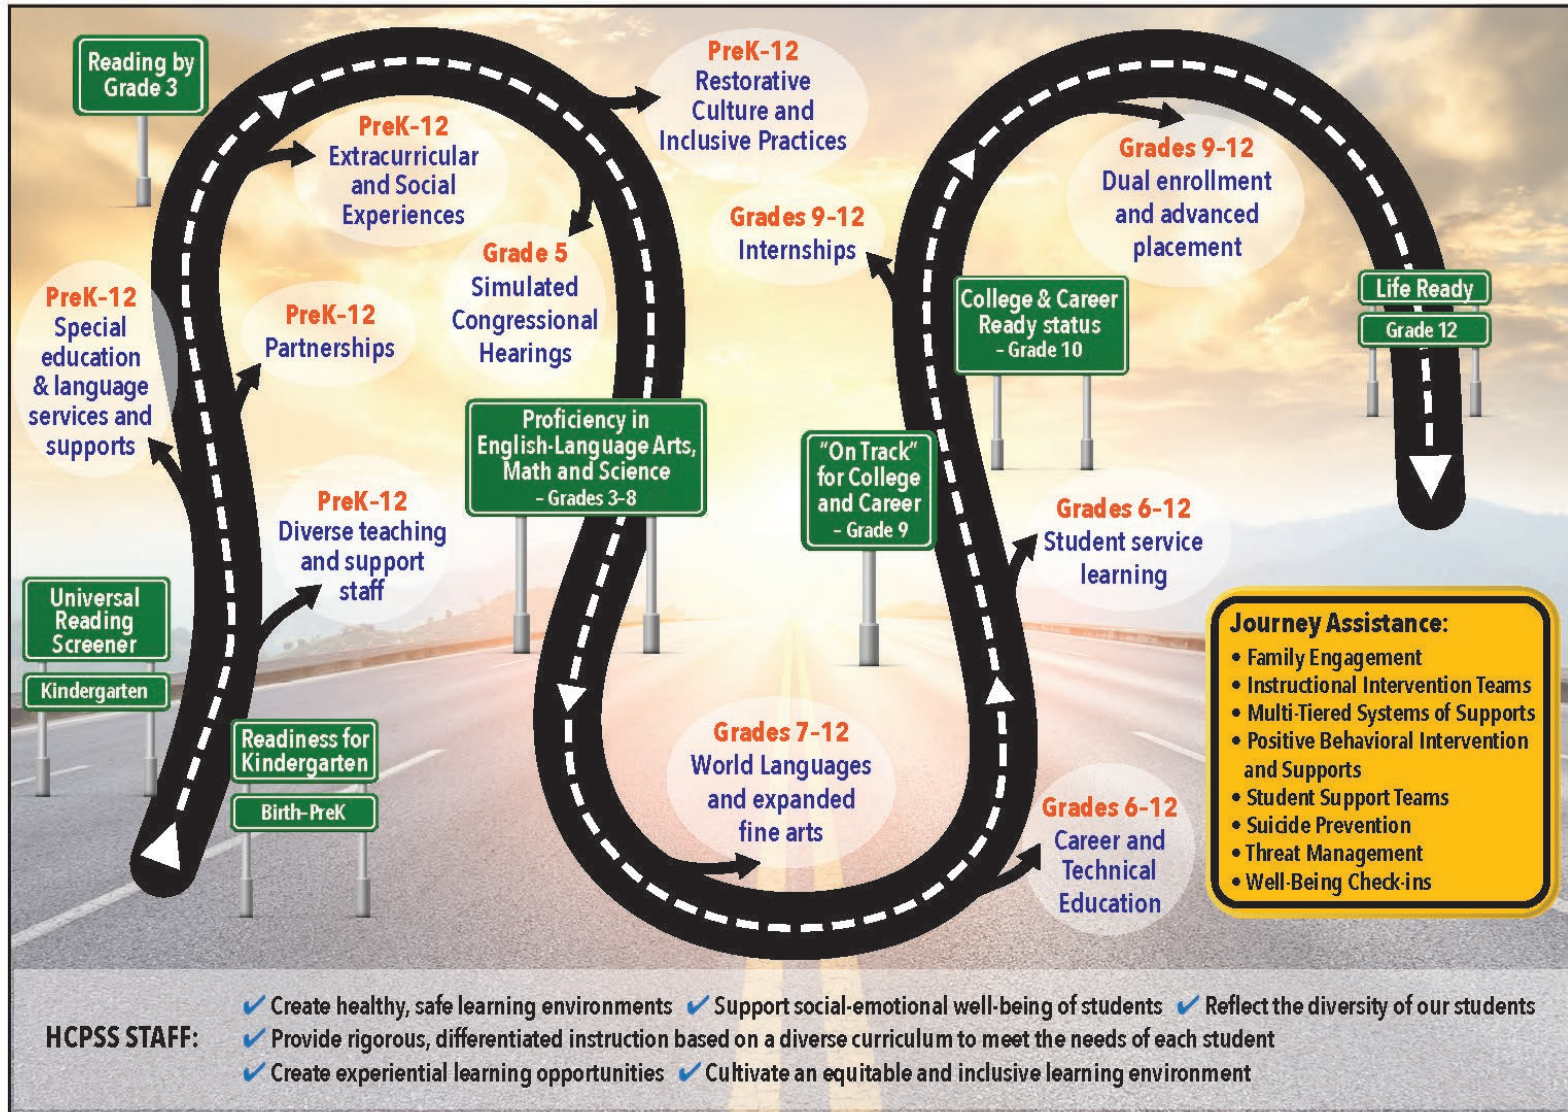 Reading by
Grade 3
PreK–12
Extracurricular
and Social
Experiences
PreK–12
Restorative
Culture and
Inclusive Practices
Grade 5
Simulated
Congressional
Hearings
PreK–12
Special
education
& language
services and
supports
PreK–12
Partnerships
PreK–12
Diverse teaching
and support
staff
Universal
Reading
Screener
Kindergarten
Readiness for
Kindergarten
Birth–PreK
Proficiency in
English-Language Arts,
Math and Science
– Grades 3–8
Grades 7–12
World Languages
and expanded
fine arts
Grades 6–12
Career and
Technical
Education
Grades 6–12
Student service
learning
"On Track"
for College
and Career
– Grade 9
College & Career
Ready status
– Grade 10
Grades 9–12
Internships
Grades 9–12
Dual enrollment
and advanced
placement
Life Ready
Grade 12
Journey Assistance:
• Family Engagement
• Instructional Intervention Teams
• Multi-Tiered Systems of Supports
• Positive Behavioral Intervention
and Supports
• Student Support Teams
• Suicide Prevention
• Threat Management
• Well-Being Check-ins
HCPSS STAFF:
✔ Create healthy, safe learning environments ✔ Support social-emotional well-being of students ✔ Reflect the diversity of our students
✔ Provide rigorous, differentiated instruction based on a diverse curriculum to meet the needs of each student
✔ Create experiential learning opportunities ✔ Cultivate an equitable and inclusive learning environment